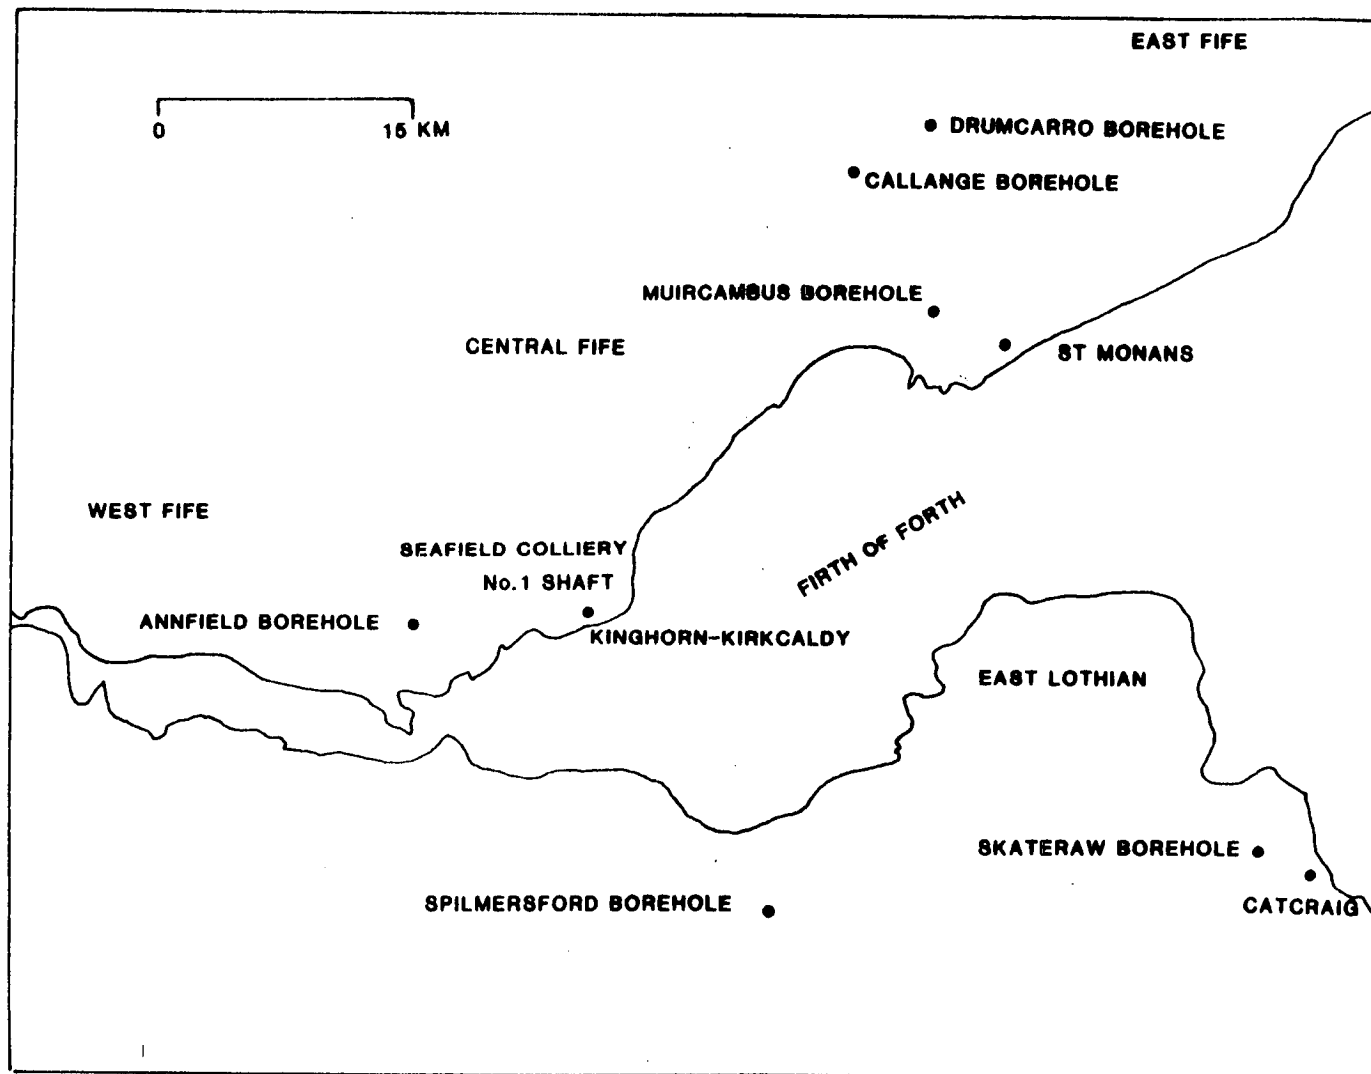 EAST FIFE
0 15 KM
DRUMCARRO BOREHOLE
CALLANGE BOREHOLE
MUIRCAMBUS BOREHOLE
CENTRAL FIFE
ST MONANS
WEST FIFE
FIRTH OF FORTH
SEAFIELD COLLIERY
No.1 SHAFT
ANNFIELD BOREHOLE
KINGHORN-KIRKCALDY
EAST LOTHIAN
SKATERAW BOREHOLE
SPILMERSFORD BOREHOLE
CATCRAIG